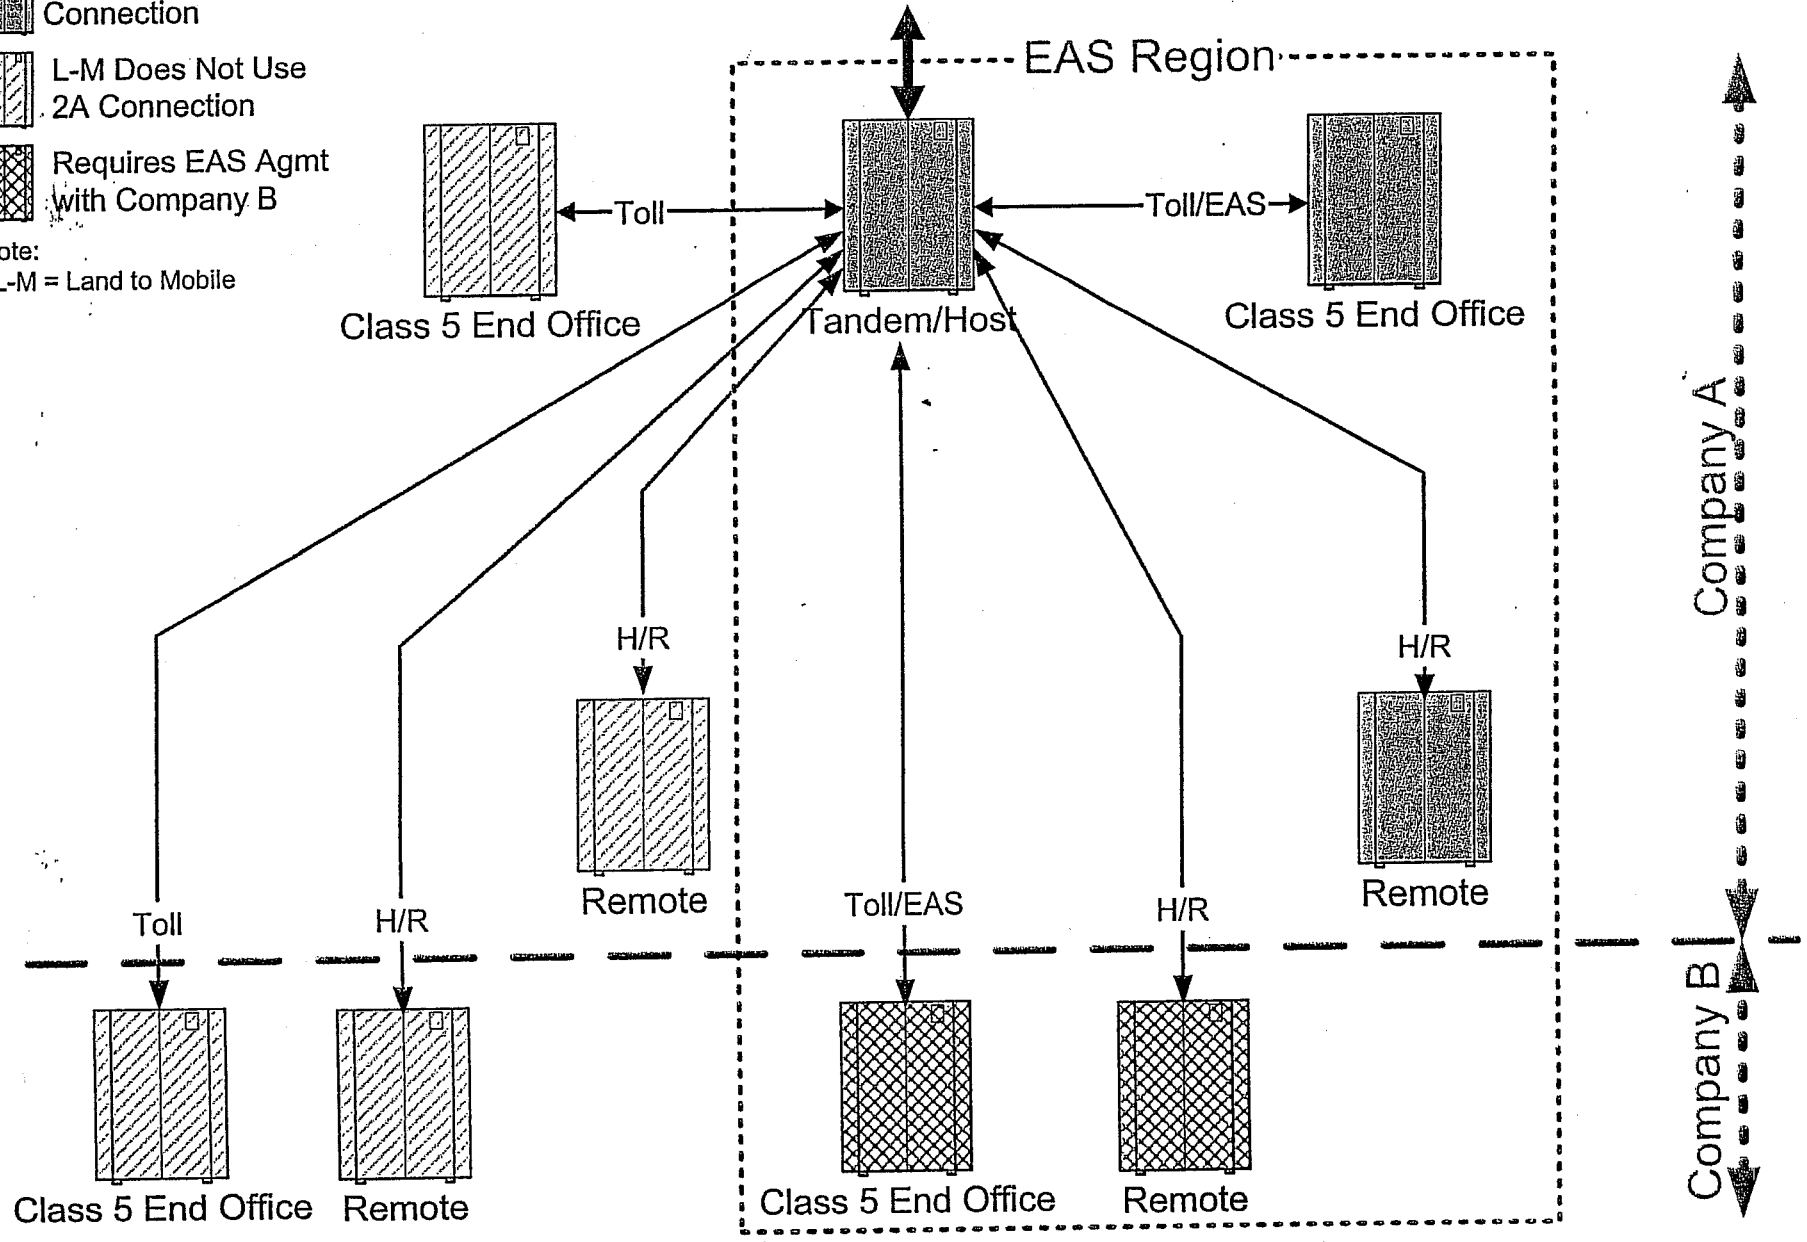 Connection
L-M Does Not Use
2A Connection
Requires EAS Agmt
with Company B
ote:
L-M = Land to Mobile
EAS Region
Toll
Toll/EAS
Class 5 End Office
Tandem/Host
Class 5 End Office
Company A
H/R
H/R
Remote
Remote
Toll
H/R
Toll/EAS
H/R
Company B
Class 5 End Office
Remote
Class 5 End Office
Remote